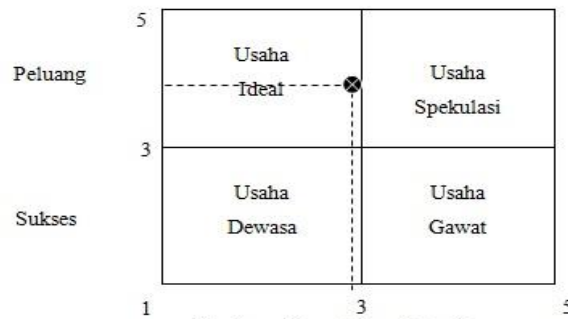 5
Usaha
Ideal
Usaha
Spekulasi
Peluang
3
Usaha
Dewasa
Usaha
Gawat
Sukses
1
3
5